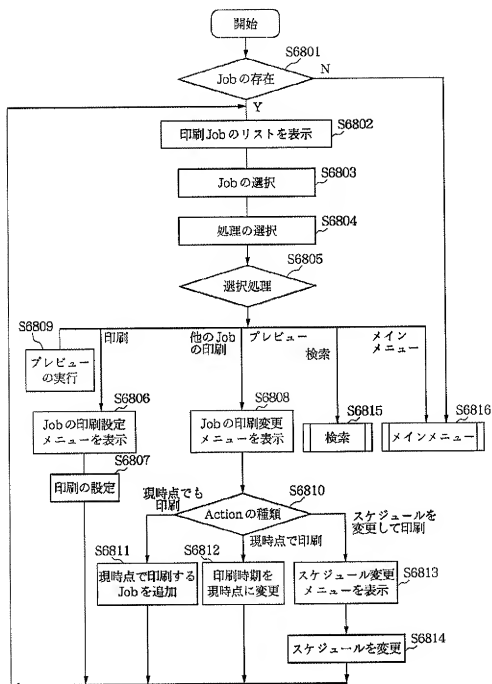 開始
S6801
Jobの存在
N
Y
S6802
印刷Jobのリストを表示
S6803
Jobの選択
S6804
処理の選択
S6805
選択処理
S6809
プレビュー
の実行
印刷
他のJob
の印刷
プレビュー
検索
メイン
メニュー
S6806
Jobの印刷設定
メニューを表示
S6808
Jobの印刷変更
メニューを表示
S6815
検索
S6816
メインメニュー
S6807
印刷の設定
S6810
Actionの種類
現時点でも
印刷
現時点で印刷
スケジュールを
変更して印刷
S6811
現時点で印刷する
Jobを追加
S6812
印刷時期を
現時点に変更
S6813
スケジュール変更
メニューを表示
S6814
スケジュールを変更